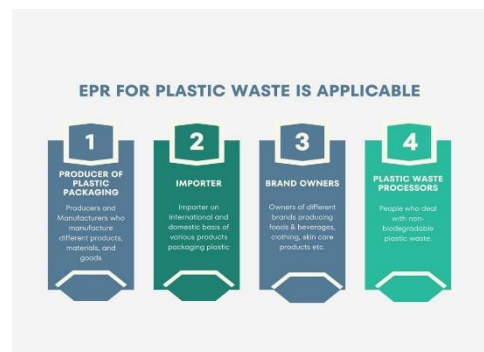 EPR FOR PLASTIC WASTE IS APPLICABLE
1
PRODUCER OF
PLASTIC
PACKAGING
Producers and
Manufacturers who
manufacture
different products,
materials, and
goods
2
IMPORTER
Importer on
International and
domestic basis of
various products
packaging plastic
3
BRAND OWNERS
Owners of different
brands producing
foods & beverages,
clothing, skin care
products etc.
4
PLASTIC WASTE
PROCESSORS
People who deal
with non-
biodegradable
plastic waste.